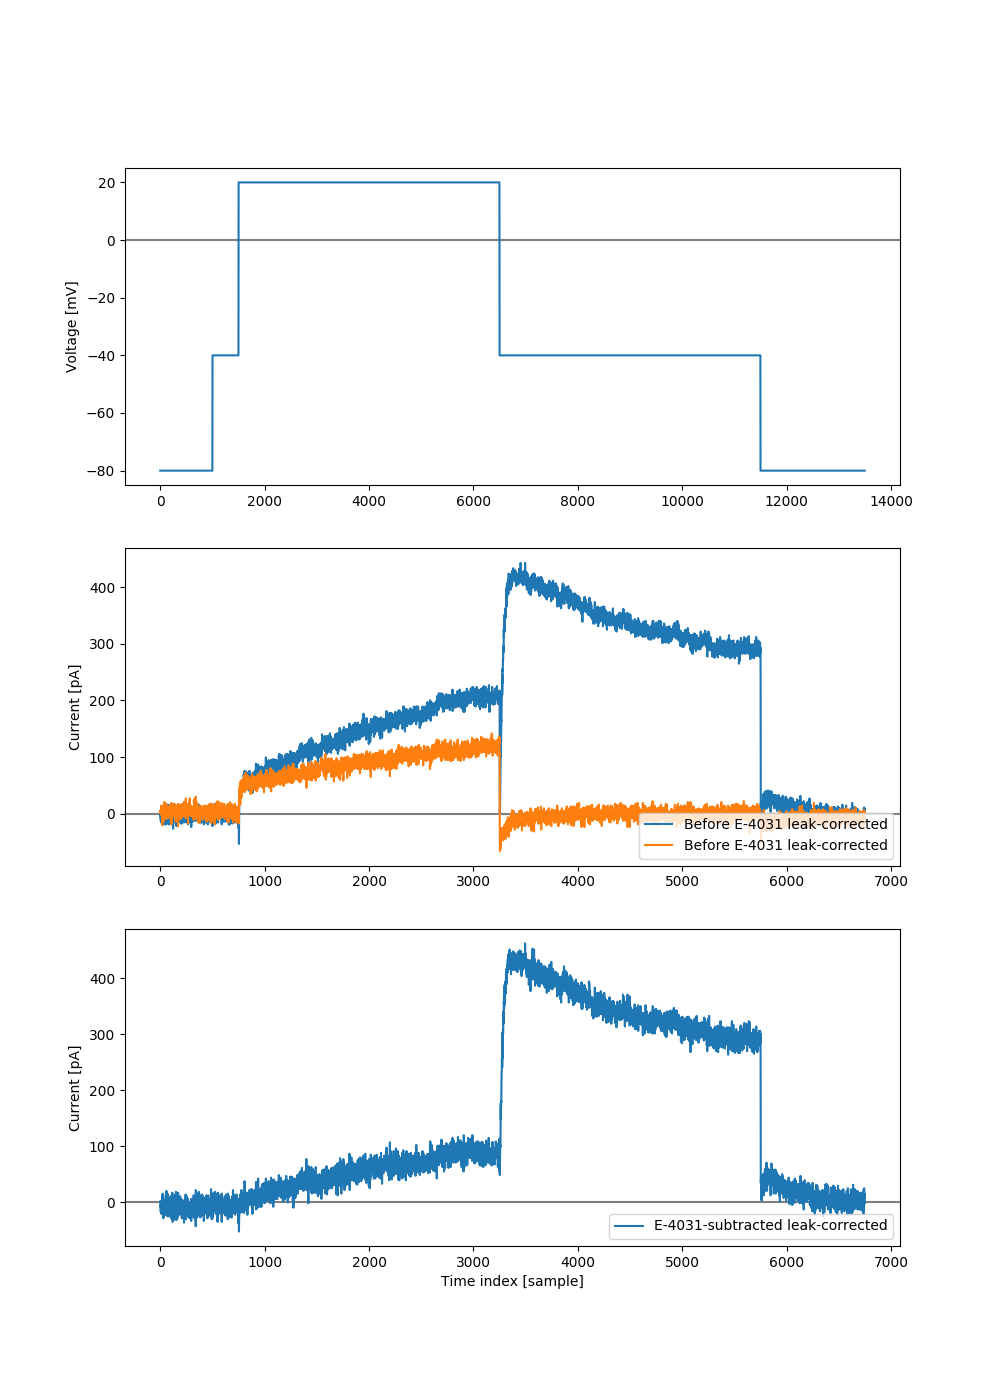 20
0
−20
−40
−60
−80
Voltage [mV]
0 2000 4000 6000 8000 10000 12000 14000
400
300
200
100
0
Current [pA]
Before E-4031 leak-corrected
Before E-4031 leak-corrected
0 1000 2000 3000 4000 5000 6000 7000
400
300
200
100
0
Current [pA]
E-4031-subtracted leak-corrected
0 1000 2000 3000 4000 5000 6000 7000
Time index [sample]